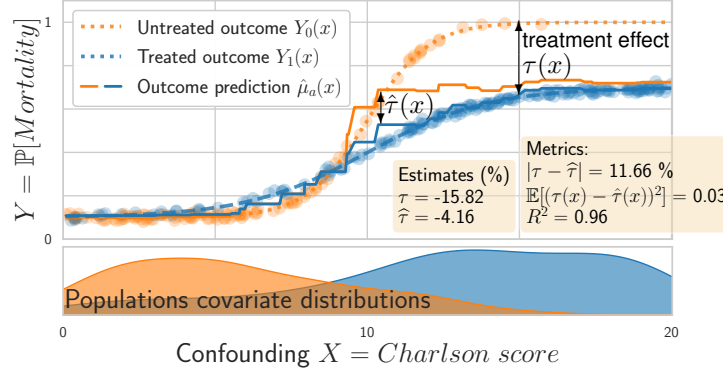 1
Untreated outcome Y₀(x)
Treated outcome Y₁(x)
Outcome prediction μ̂ₐ(x)
treatment effect
τ(x)
τ̂(x)
Y = ℙ[Mortality]
Estimates (%)
τ = -15.82
τ̂ = -4.16
Metrics:
|τ − τ̂| = 11.66 %
𝔼[(τ(x) − τ̂(x))²] = 0.03
R² = 0.96
0
Populations covariate distributions
0 10 20
Confounding X = Charlson score